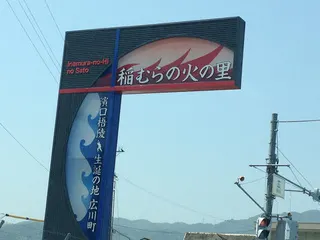 Inamura-no-Hi
no Sato
稲むらの火の里
濱口梧陵
生誕の地 広川町